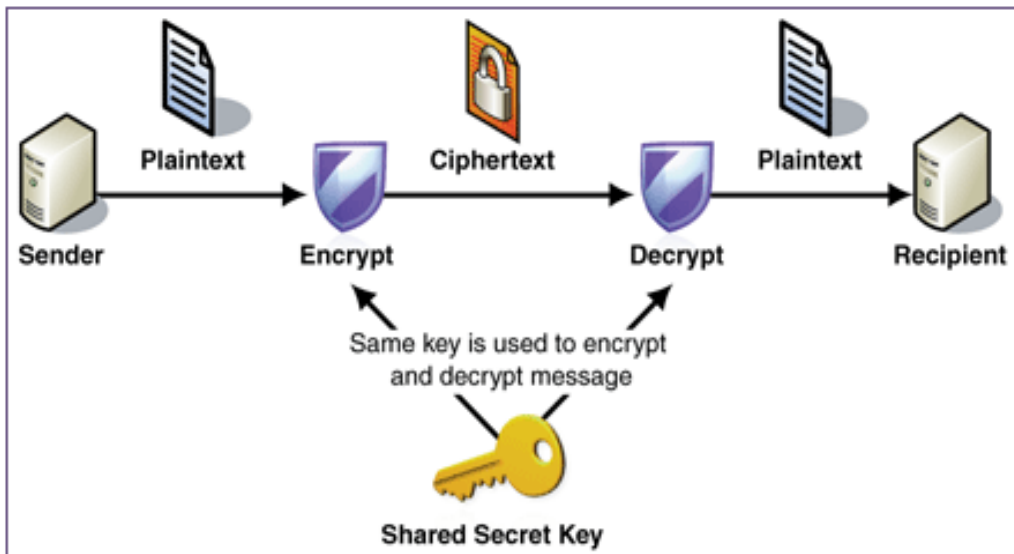 Plaintext
Ciphertext
Plaintext
Sender
Encrypt
Decrypt
Recipient
Same key is used to encrypt
and decrypt message
Shared Secret Key